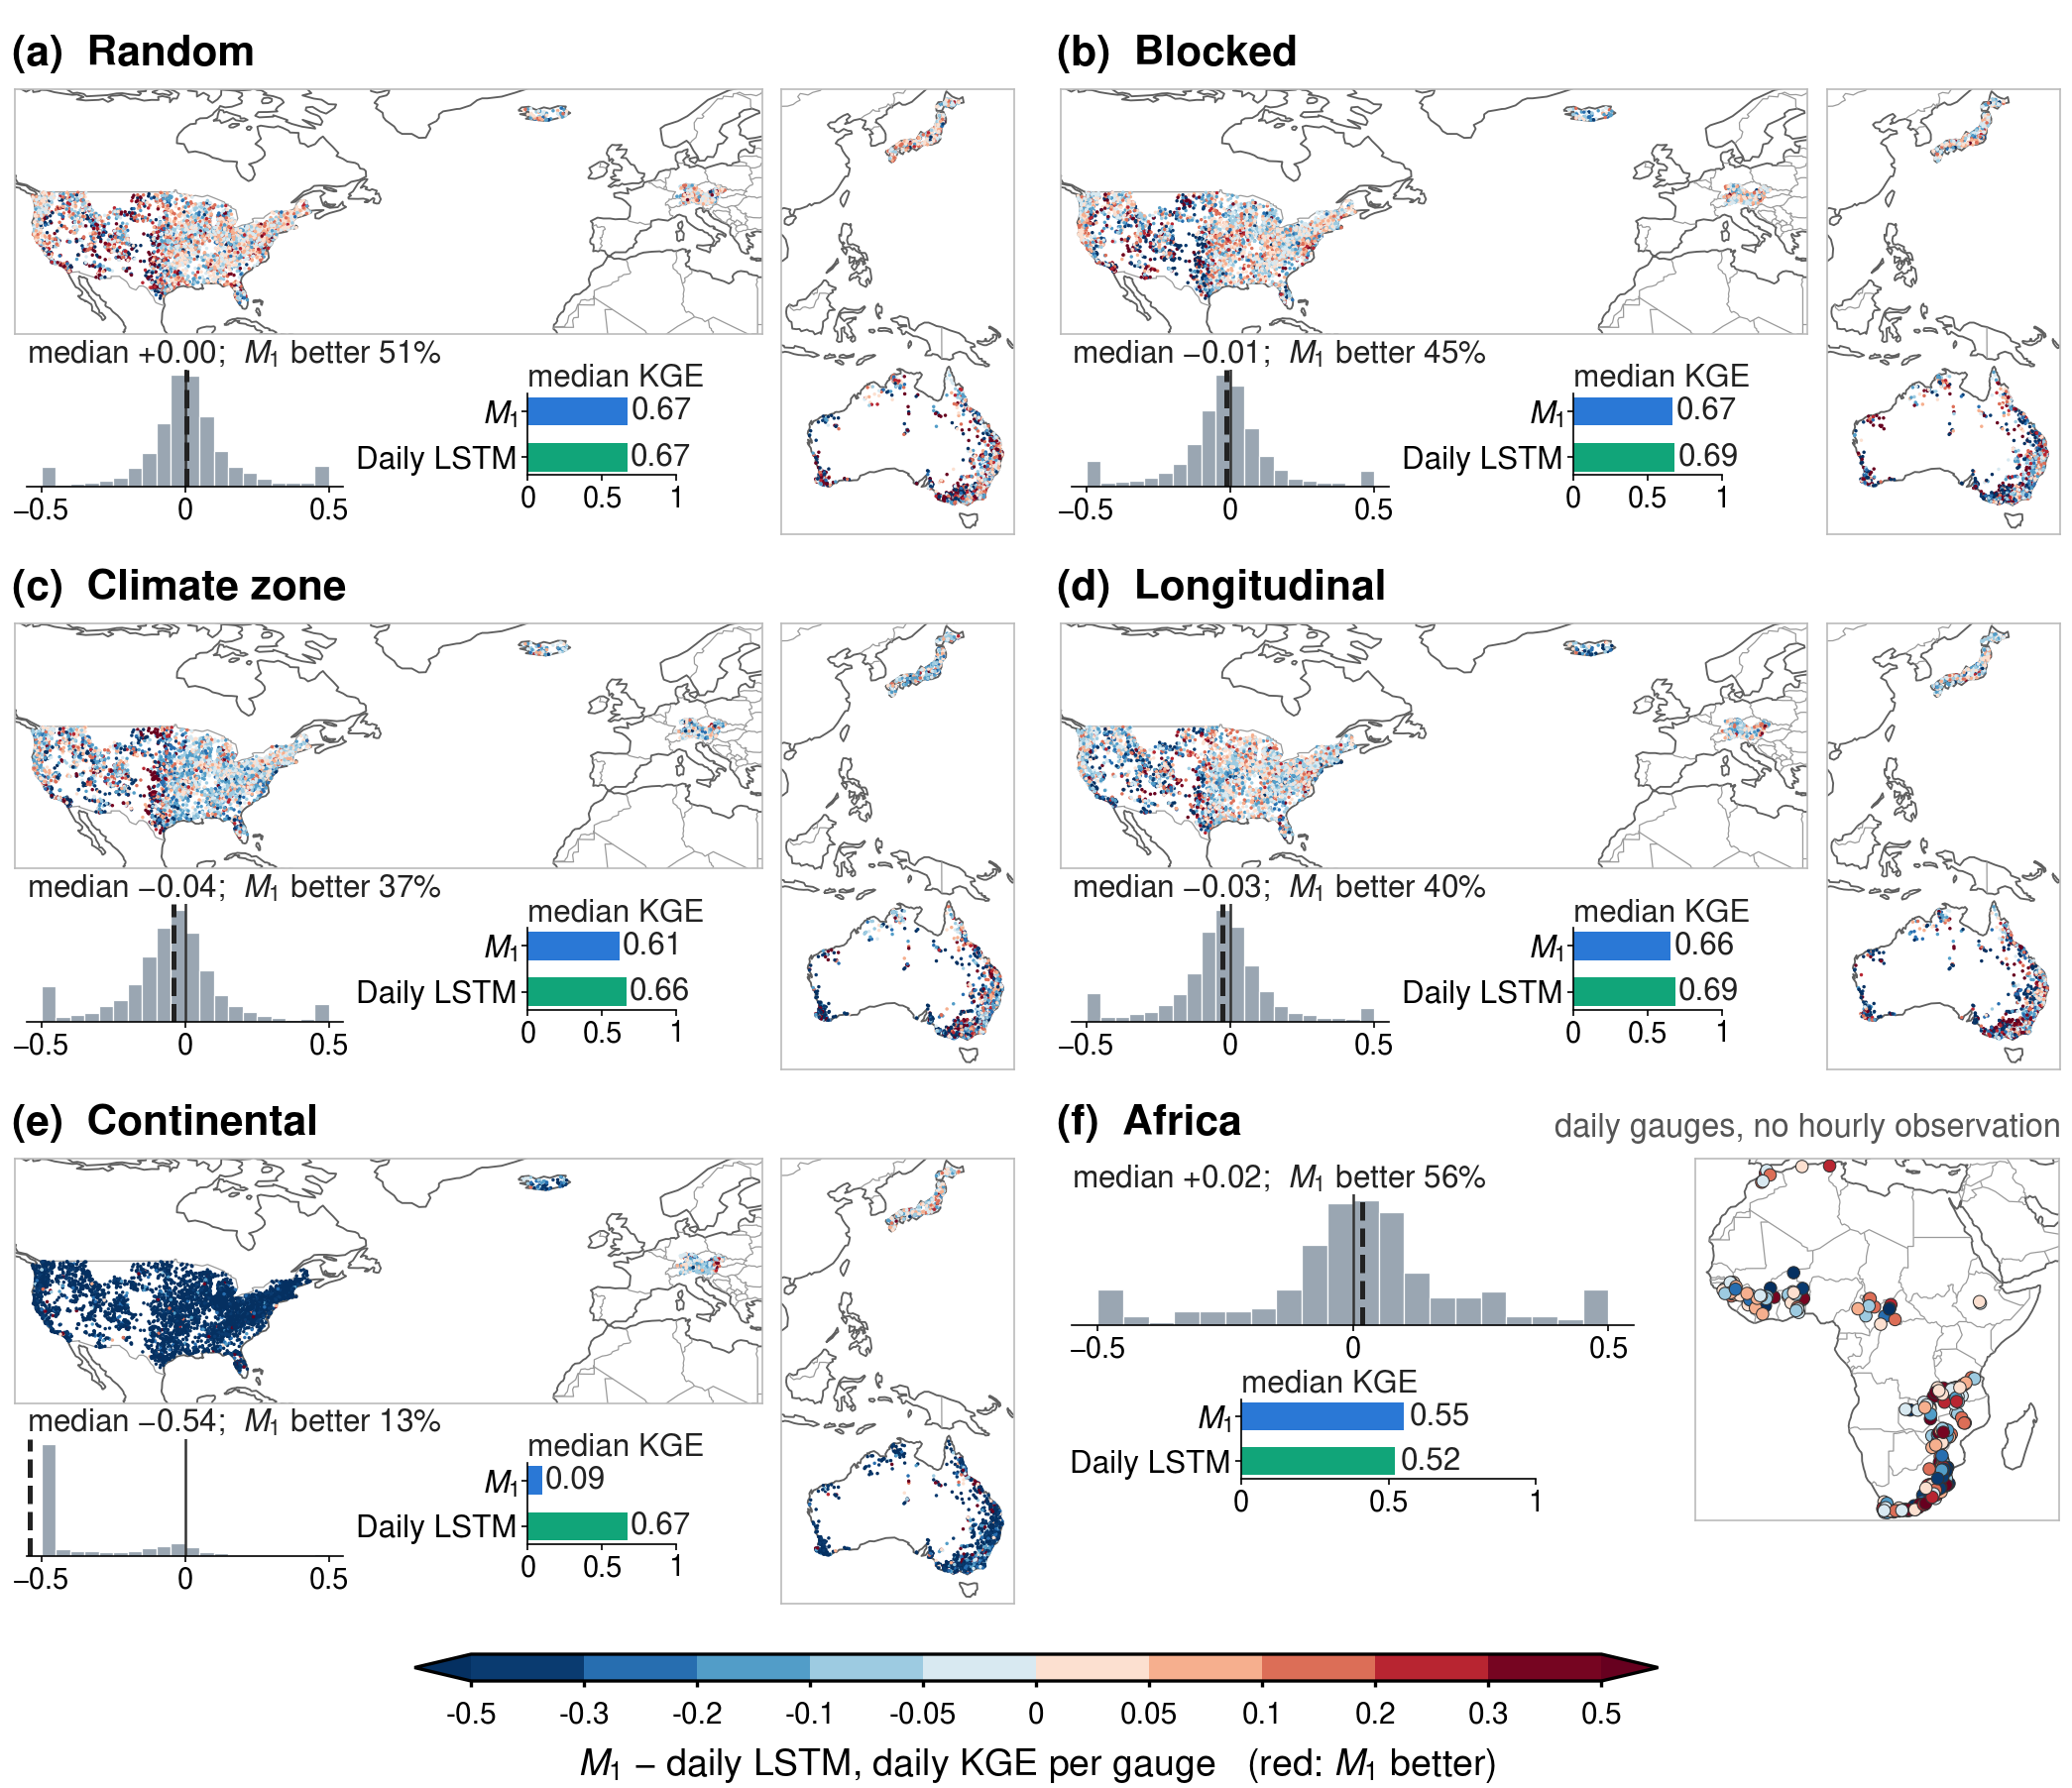 (a) Random
median +0.00; M1 better 51%
median KGE
M1 0.67
Daily LSTM 0.67
−0.5 0 0.5
0 0.5 1
(b) Blocked
median −0.01; M1 better 45%
median KGE
M1 0.67
Daily LSTM 0.69
−0.5 0 0.5
0 0.5 1
(c) Climate zone
median −0.04; M1 better 37%
median KGE
M1 0.61
Daily LSTM 0.66
−0.5 0 0.5
0 0.5 1
(d) Longitudinal
median −0.03; M1 better 40%
median KGE
M1 0.66
Daily LSTM 0.69
−0.5 0 0.5
0 0.5 1
(e) Continental
median −0.54; M1 better 13%
median KGE
M1 0.09
Daily LSTM 0.67
−0.5 0 0.5
0 0.5 1
(f) Africa
daily gauges, no hourly observation
median +0.02; M1 better 56%
−0.5 0 0.5
median KGE
M1 0.55
Daily LSTM 0.52
0 0.5 1
-0.5 -0.3 -0.2 -0.1 -0.05 0 0.05 0.1 0.2 0.3 0.5
M1 − daily LSTM, daily KGE per gauge (red: M1 better)